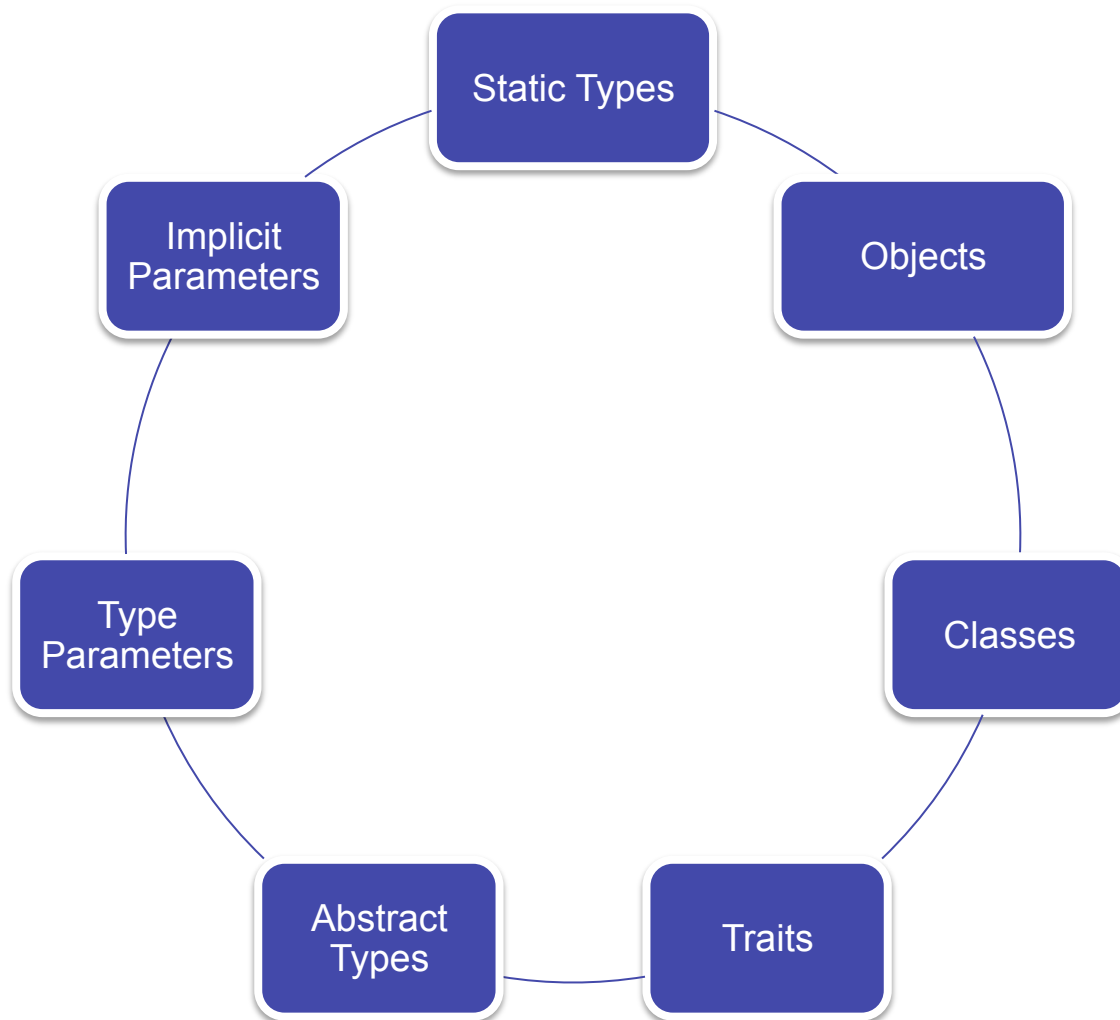 Static Types
Objects
Classes
Traits
Abstract
Types
Type
Parameters
Implicit
Parameters